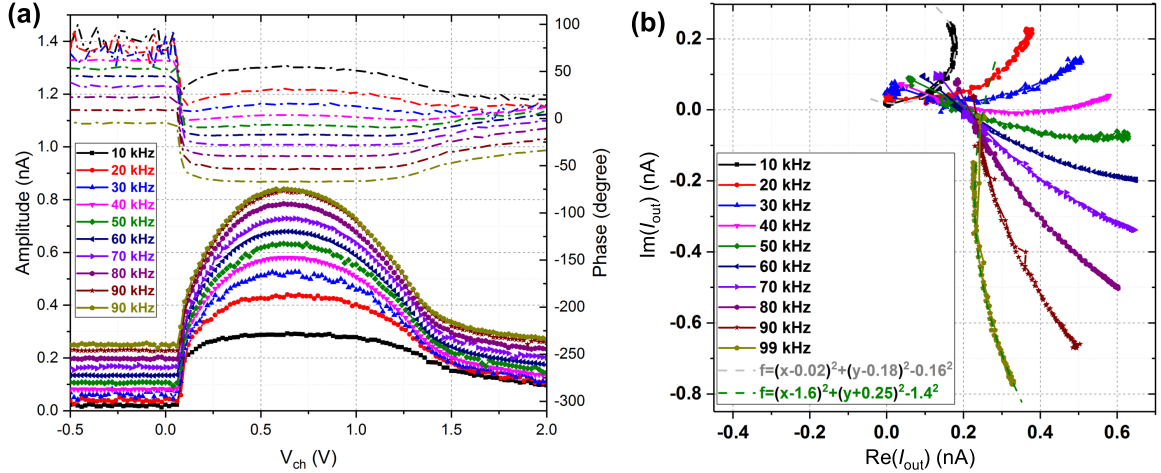 (a)
1.4
1.2
1.0
0.8
0.6
0.4
0.2
0.0
Amplitude (nA)
10 kHz
20 kHz
30 kHz
40 kHz
50 kHz
60 kHz
70 kHz
80 kHz
90 kHz
90 kHz
-0.5
0.0
0.5
1.0
1.5
2.0
V_ch (V)
100
50
0
-50
-100
-150
-200
-250
-300
Phase (degree)
(b)
0.2
0.0
-0.2
-0.4
-0.6
-0.8
Im(I_out) (nA)
10 kHz
20 kHz
30 kHz
40 kHz
50 kHz
60 kHz
70 kHz
80 kHz
90 kHz
99 kHz
f=(x-0.02)²+(y-0.18)²-0.16²
f=(x-1.6)²+(y+0.25)²-1.4²
-0.4
-0.2
0.0
0.2
0.4
0.6
Re(I_out) (nA)